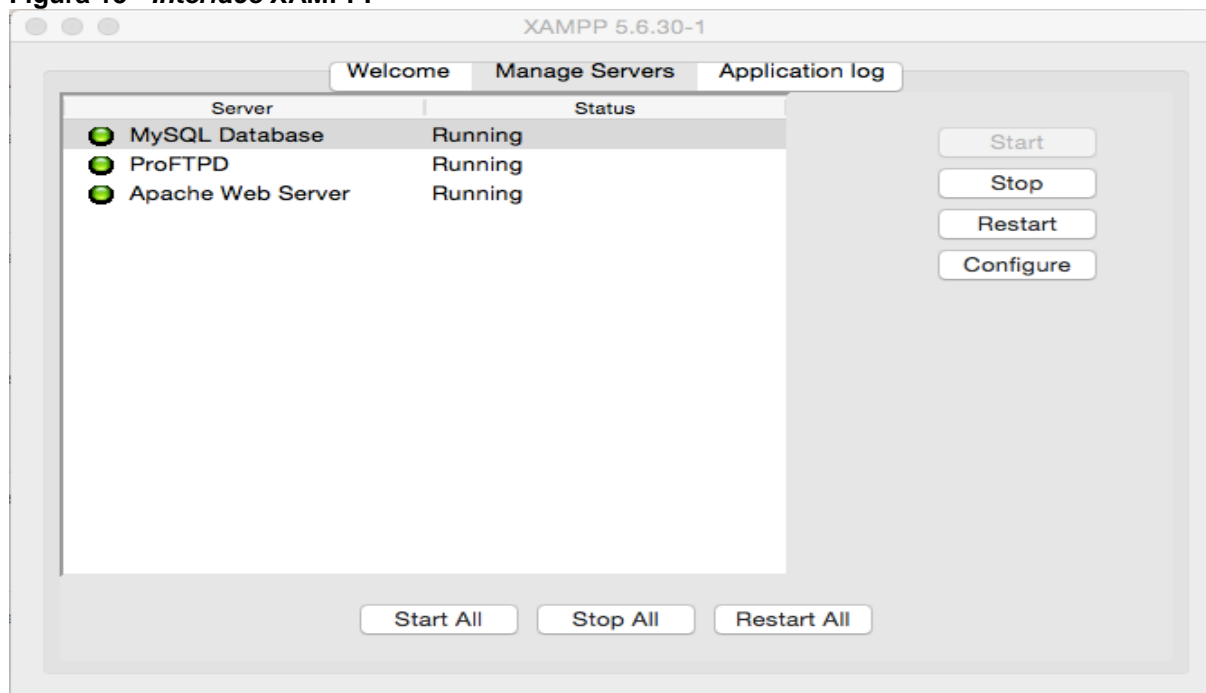 XAMPP 5.6.30-1
Welcome Manage Servers Application log
Server Status
MySQL Database Running
ProFTPD Running
Apache Web Server Running
Start
Stop
Restart
Configure
Start All Stop All Restart All